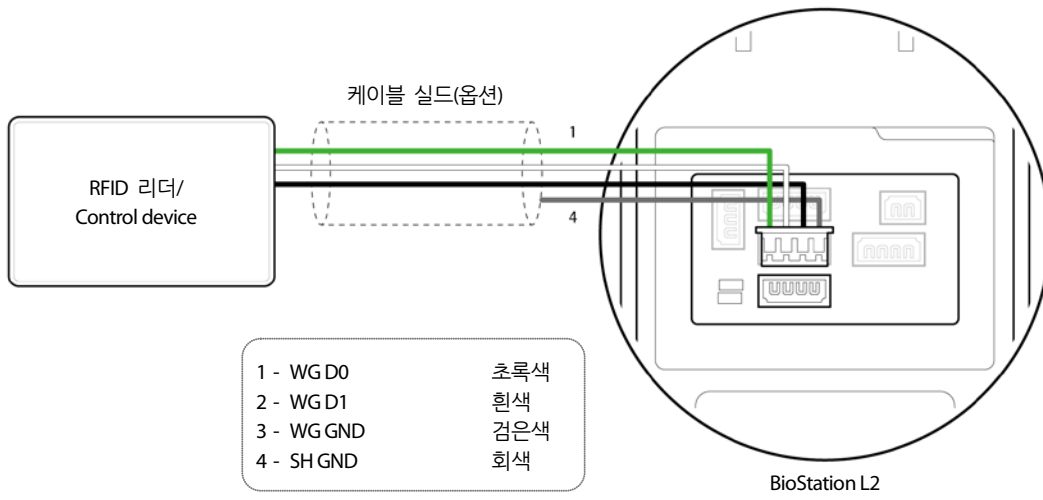 케이블 실드(옵션)
1
RFID 리더/
Control device
4
1 - WG D0 초록색
2 - WG D1 흰색
3 - WG GND 검은색
4 - SH GND 회색
BioStation L2